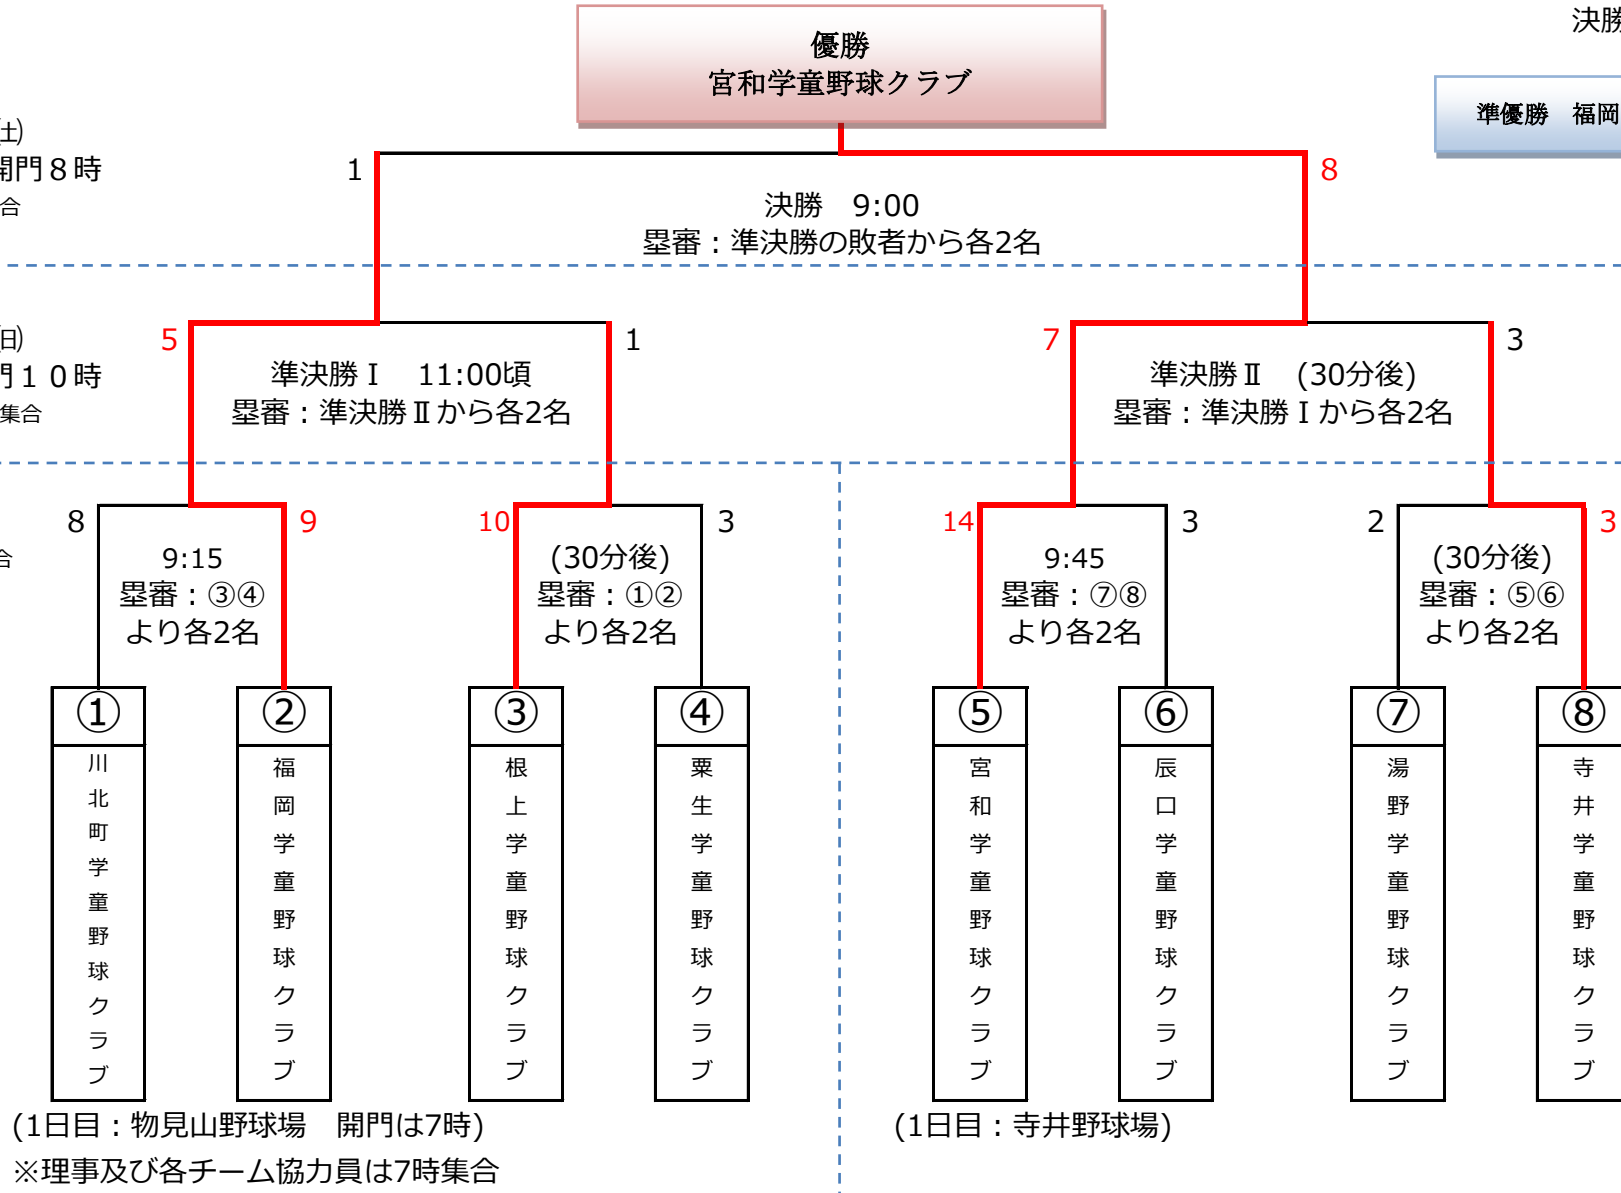 決勝
優勝
宮和学童野球クラブ
準優勝　福岡
(土)
開門８時
合
1
8
決勝　9:00
塁審：準決勝の敗者から各2名
(日)
門１０時
集合
5
1
7
3
準決勝Ⅰ　11:00頃
塁審：準決勝Ⅱから各2名
準決勝Ⅱ　(30分後)
塁審：準決勝Ⅰから各2名
合
8
9
10
3
14
3
2
3
9:15
塁審：③④
より各2名
(30分後)
塁審：①②
より各2名
9:45
塁審：⑦⑧
より各2名
(30分後)
塁審：⑤⑥
より各2名
①
川北町学童野球クラブ
②
福岡学童野球クラブ
③
根上学童野球クラブ
④
粟生学童野球クラブ
⑤
宮和学童野球クラブ
⑥
辰口学童野球クラブ
⑦
湯野学童野球クラブ
⑧
寺井学童野球クラブ
(1日目：物見山野球場　開門は7時)
※理事及び各チーム協力員は7時集合
(1日目：寺井野球場)